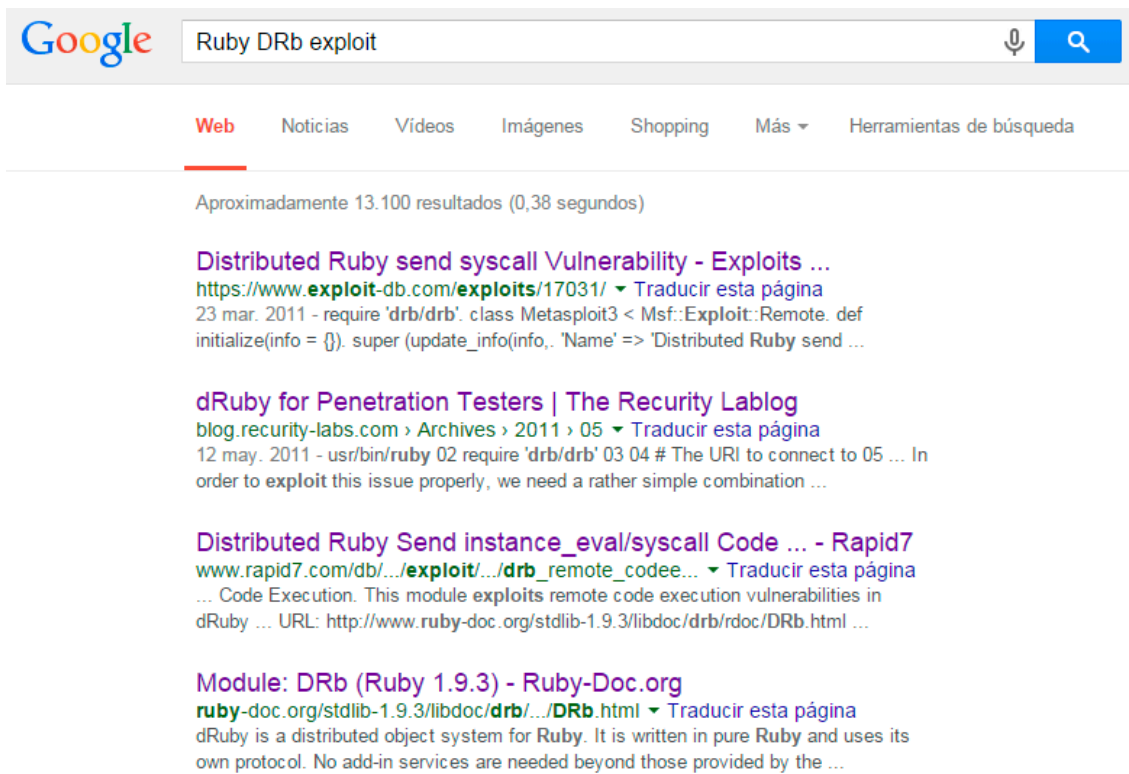 Google
Ruby DRb exploit
Web Noticias Vídeos Imágenes Shopping Más Herramientas de búsqueda
Aproximadamente 13.100 resultados (0,38 segundos)
Distributed Ruby send syscall Vulnerability - Exploits ...
https://www.exploit-db.com/exploits/17031/ Traducir esta página
23 mar. 2011 - require 'drb/drb'. class Metasploit3 < Msf::Exploit::Remote. def
initialize(info = {}). super (update_info(info,. 'Name' => 'Distributed Ruby send ...
dRuby for Penetration Testers | The Recurity Lablog
blog.recurity-labs.com › Archives › 2011 › 05 Traducir esta página
12 may. 2011 - usr/bin/ruby 02 require 'drb/drb' 03 04 # The URI to connect to 05 ... In
order to exploit this issue properly, we need a rather simple combination ...
Distributed Ruby Send instance_eval/syscall Code ... - Rapid7
www.rapid7.com/db/.../exploit/.../drb_remote_codee... Traducir esta página
... Code Execution. This module exploits remote code execution vulnerabilities in
dRuby ... URL: http://www.ruby-doc.org/stdlib-1.9.3/libdoc/drb/rdoc/DRb.html ...
Module: DRb (Ruby 1.9.3) - Ruby-Doc.org
ruby-doc.org/stdlib-1.9.3/libdoc/drb/.../DRb.html Traducir esta página
dRuby is a distributed object system for Ruby. It is written in pure Ruby and uses its
own protocol. No add-in services are needed beyond those provided by the ...